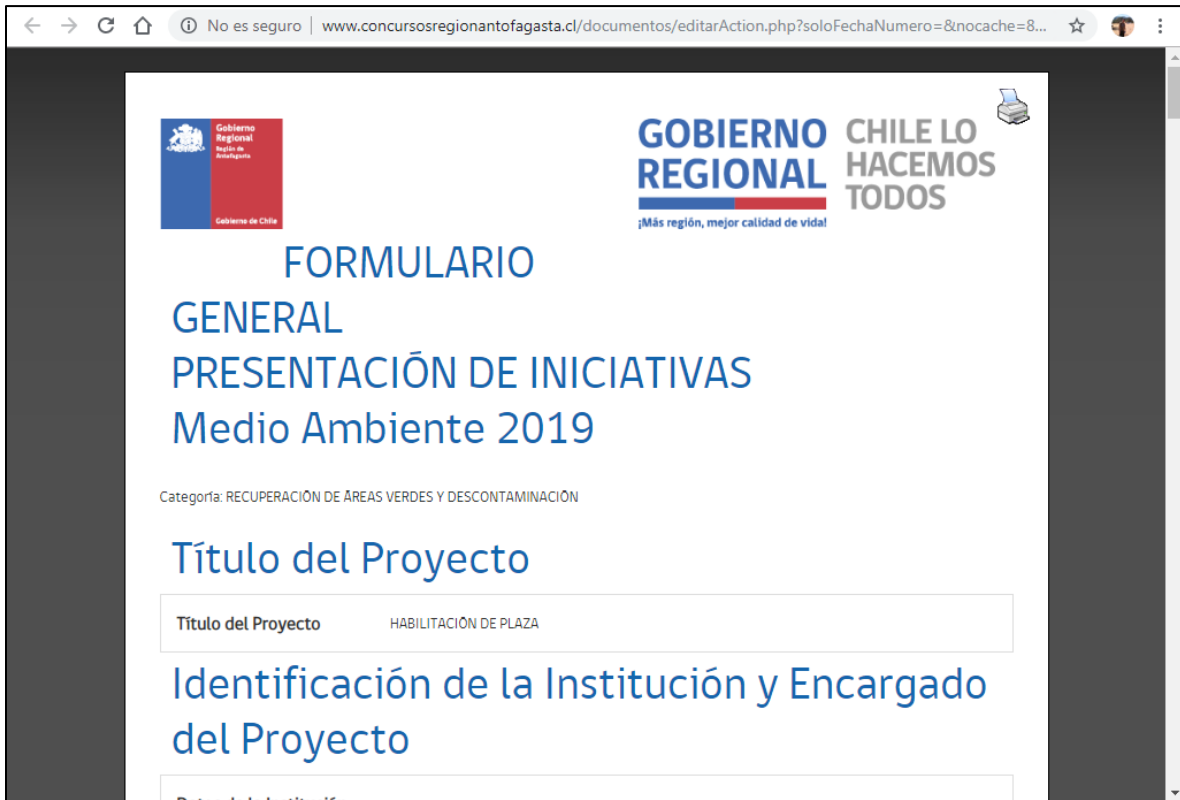 No es seguro | www.concursosregionantofagasta.cl/documentos/editarAction.php?soloFechaNumero=&nocache=8...
Gobierno
Regional
Región de
Antofagasta
Gobierno de Chile
GOBIERNO
REGIONAL
¡Más región, mejor calidad de vida!
CHILE LO
HACEMOS
TODOS
FORMULARIO
GENERAL
PRESENTACIÓN DE INICIATIVAS
Medio Ambiente 2019
Categoría: RECUPERACIÓN DE ÁREAS VERDES Y DESCONTAMINACIÓN
Título del Proyecto
Título del Proyecto HABILITACIÓN DE PLAZA
Identificación de la Institución y Encargado
del Proyecto